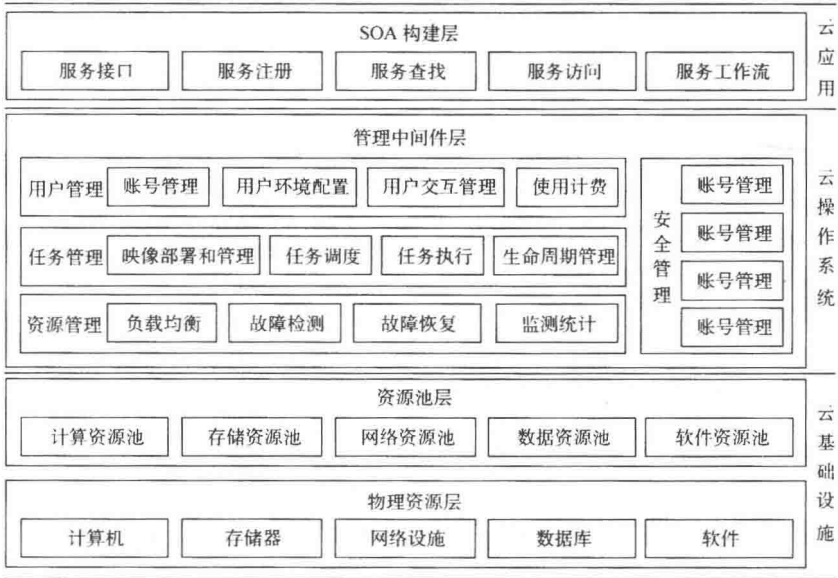 SOA 构建层
服务接口 服务注册 服务查找 服务访问 服务工作流
云应用
管理中间件层
用户管理 账号管理 用户环境配置 用户交互管理 使用计费
任务管理 映像部署和管理 任务调度 任务执行 生命周期管理
资源管理 负载均衡 故障检测 故障恢复 监测统计
安全管理
账号管理
账号管理
账号管理
账号管理
云操作系统
资源池层
计算资源池 存储资源池 网络资源池 数据资源池 软件资源池
物理资源层
计算机 存储器 网络设施 数据库 软件
云基础设施